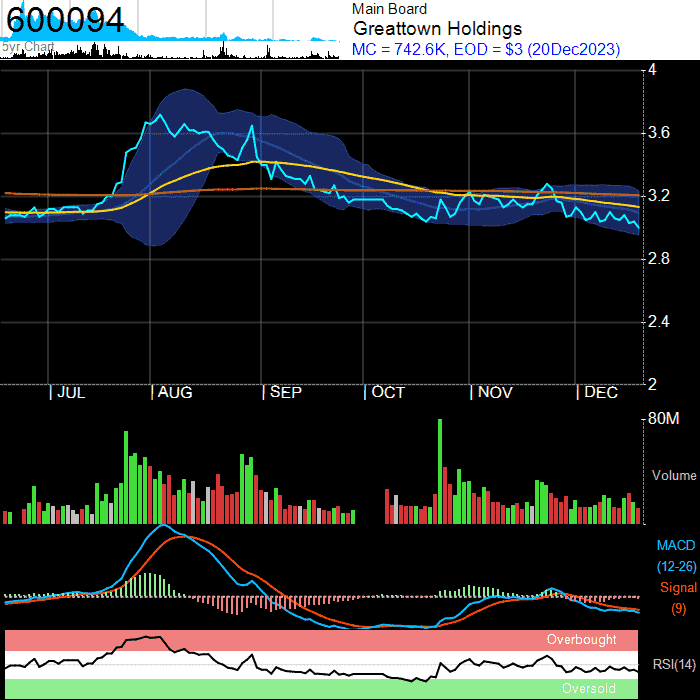 600094
5yr Chart
Main Board
Greattown Holdings
MC = 742.6K, EOD = $3 (20Dec2023)
4
3.6
3.2
2.8
2.4
2
JUL
AUG
SEP
OCT
NOV
DEC
80M
Volume
MACD
(12-26)
Signal
(9)
Overbought
RSI(14)
Oversold